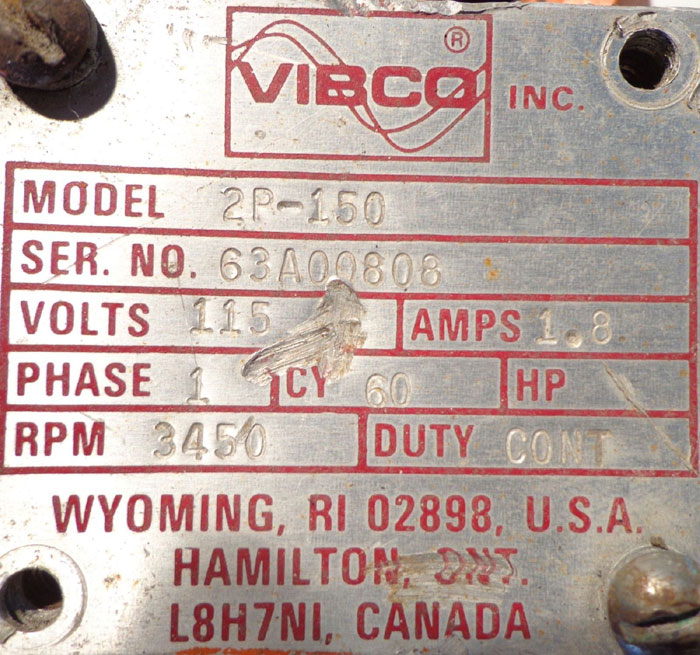 VIBCO ® INC.
MODEL 2P-150
SER. NO. 63A00808
VOLTS 115 AMPS 1.8
PHASE 1 CY 60 HP
RPM 3450 DUTY CONT
WYOMING, RI 02898, U.S.A.
HAMILTON, ONT.
L8H7NI, CANADA